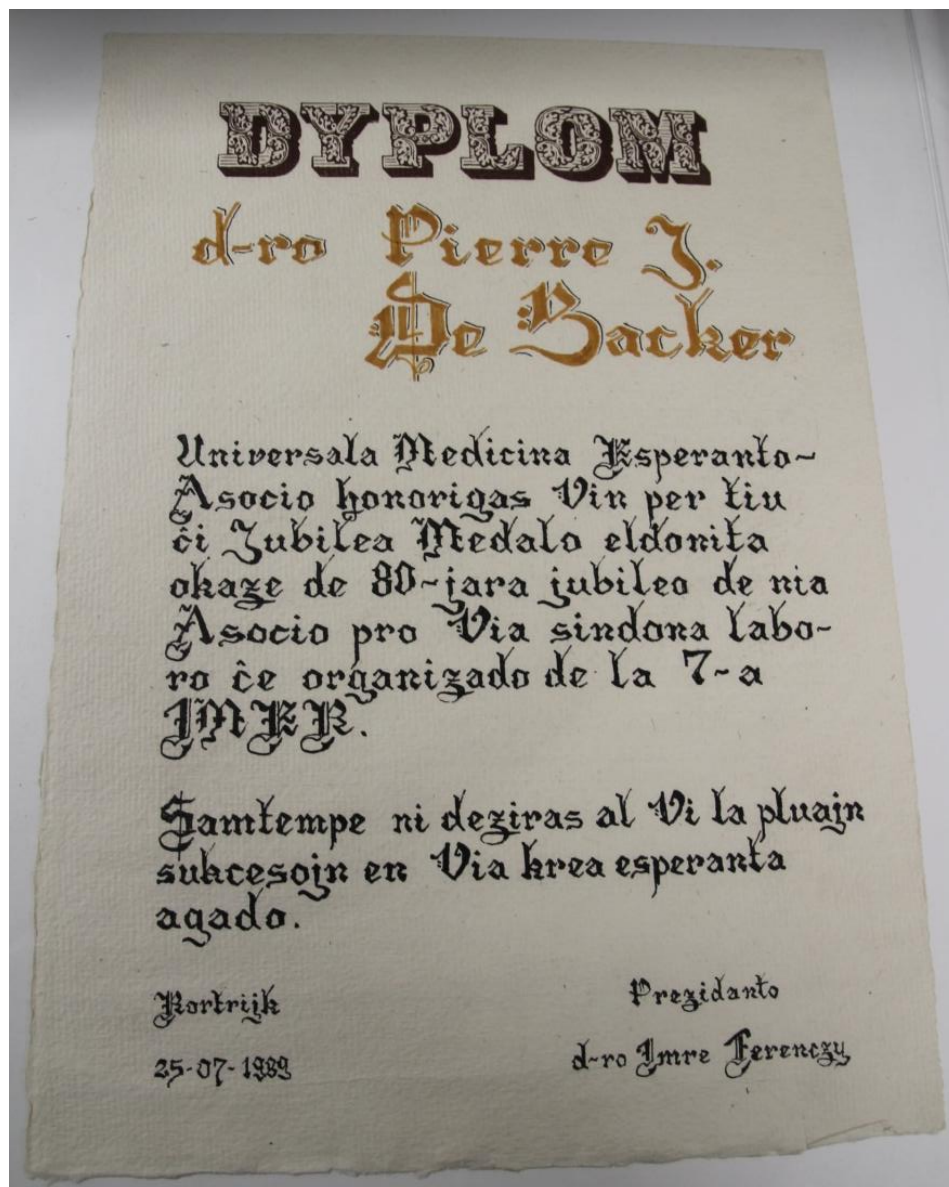 DYPLOM
d-ro Pierre J.
De Backer
Universala Medicina Esperanto-
Asocio honorigas Vin per tiu
ĉi Jubilea Medalo eldonita
okaze de 80-jara jubileo de nia
Asocio pro Via sindona labo-
ro ĉe organizado de la 7-a
IMEK.
Samtempe ni deziras al Vi la pluajn
sukcesojn en Via krea esperanta
agado.
Kortrijk
Prezidanto
25-07-1989
d-ro Imre Ferenczy